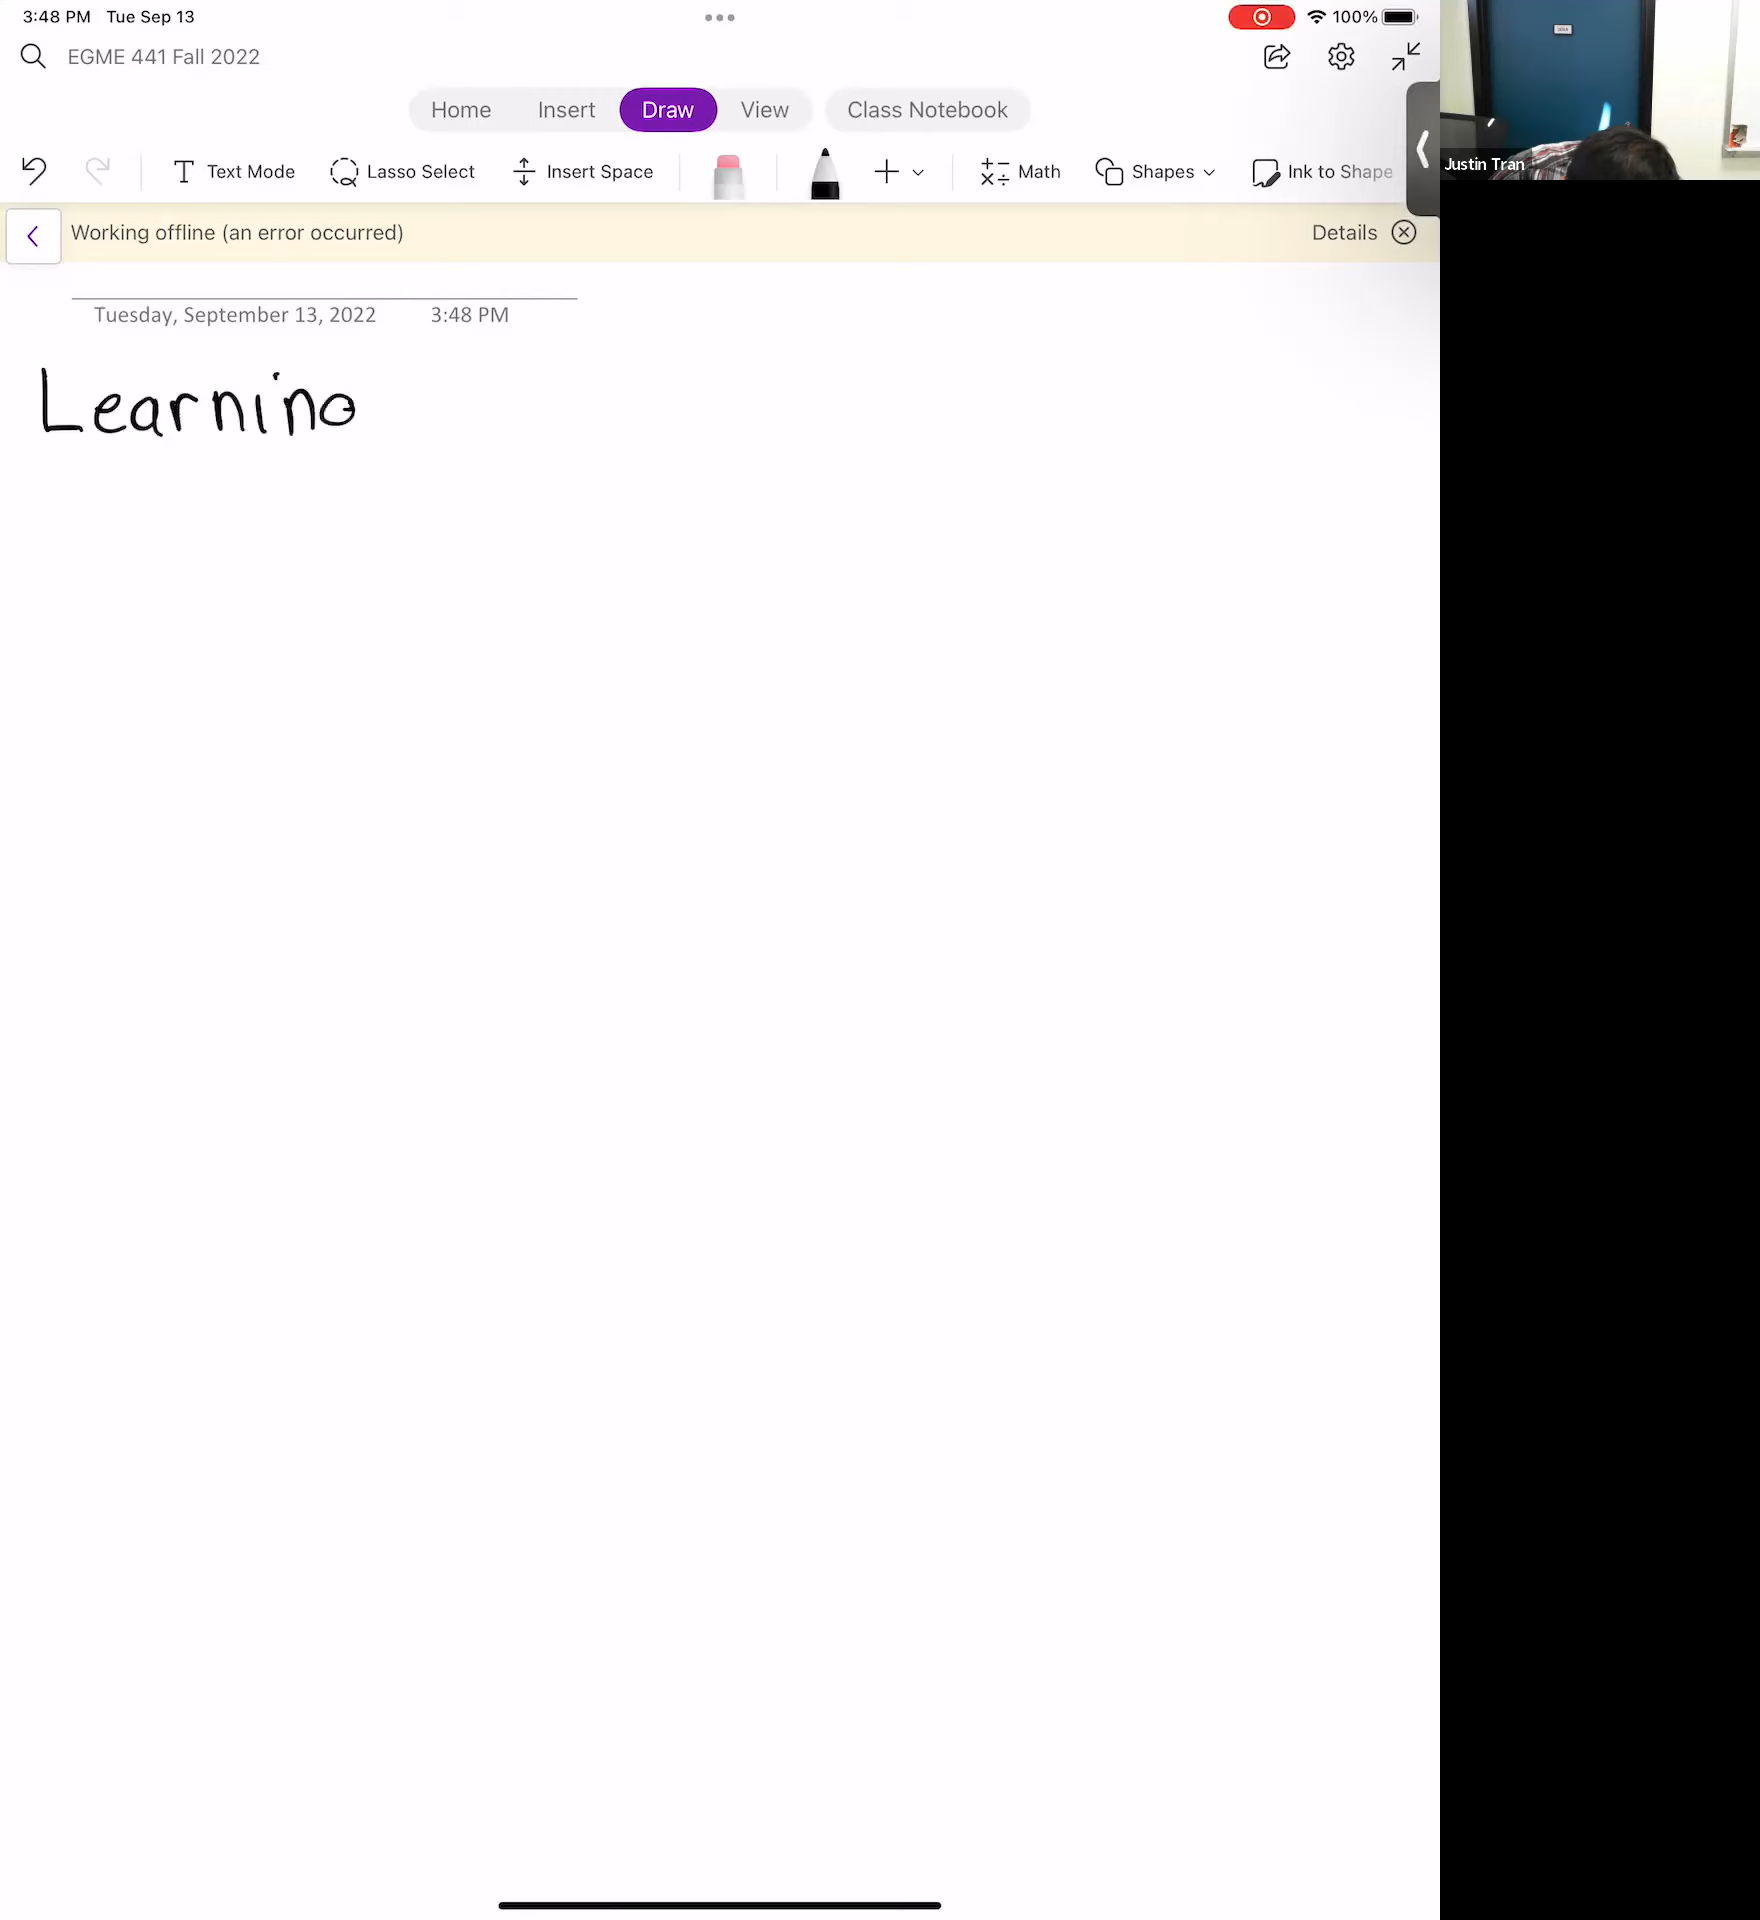 3:48 PM Tue Sep 13
100%
EGME 441 Fall 2022
Home Insert Draw View Class Notebook
Text Mode Lasso Select Insert Space Math Shapes Ink to Shape
Justin Tran
Working offline (an error occurred) Details
Tuesday, September 13, 2022 3:48 PM
Learnino